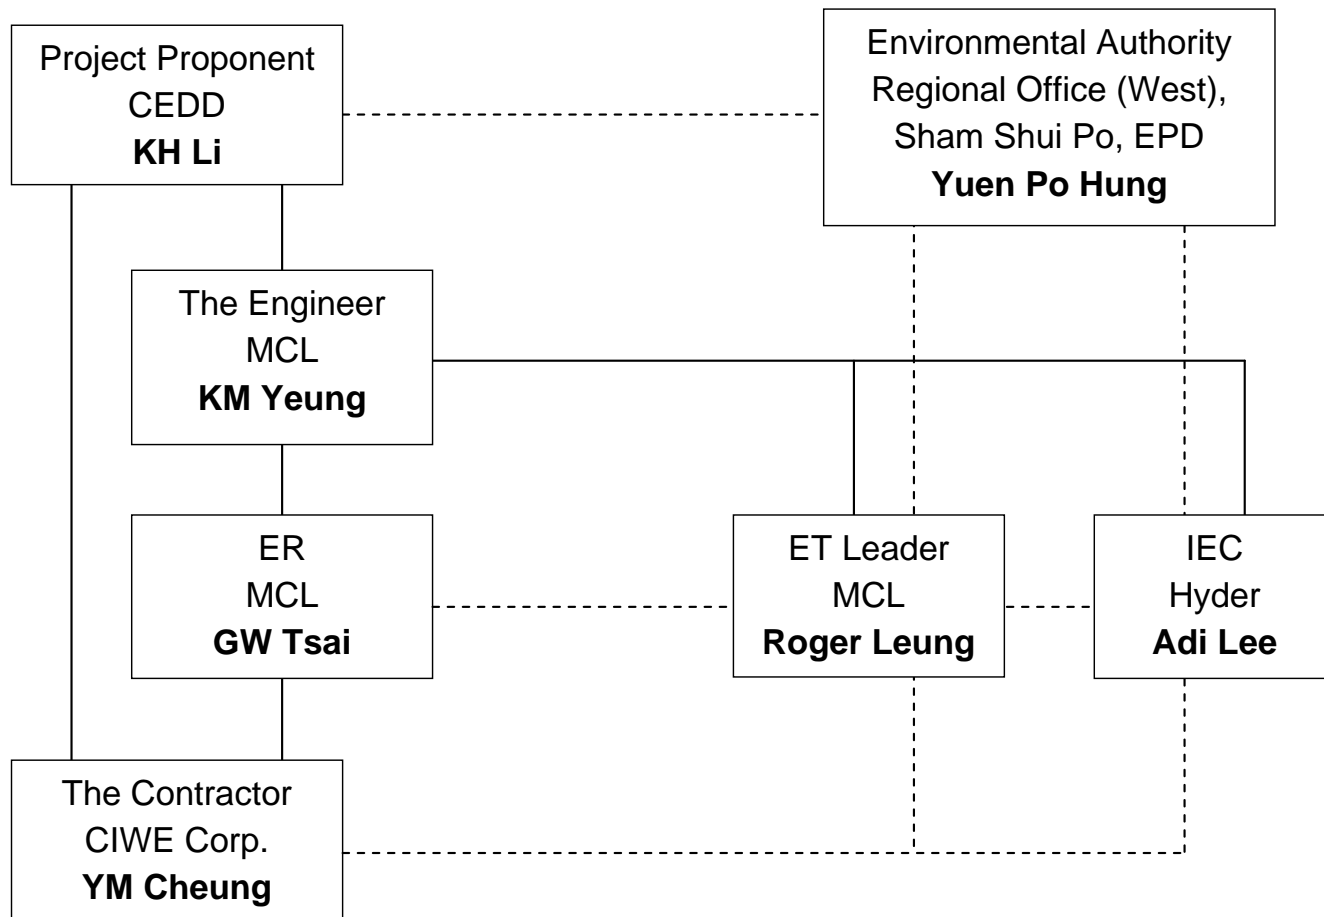 Project Proponent
CEDD
KH Li
Environmental Authority
Regional Office (West),
Sham Shui Po, EPD
Yuen Po Hung
The Engineer
MCL
KM Yeung
ER
MCL
GW Tsai
ET Leader
MCL
Roger Leung
IEC
Hyder
Adi Lee
The Contractor
CIWE Corp.
YM Cheung